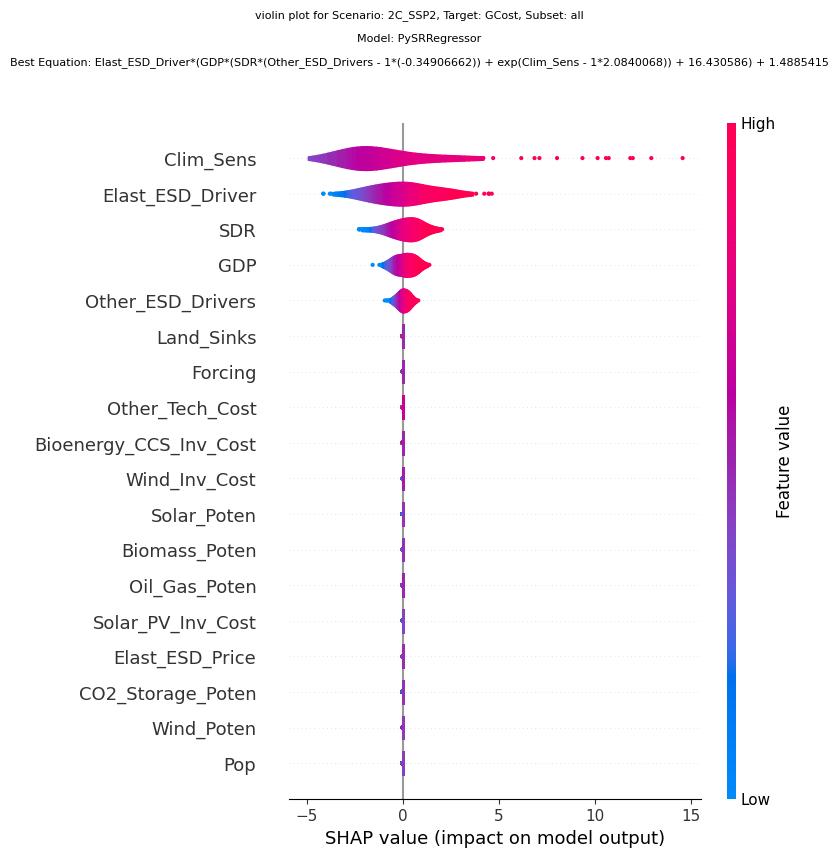 violin plot for Scenario: 2C_SSP2, Target: GCost, Subset: all
Model: PySRRegressor
Best Equation: Elast_ESD_Driver*(GDP*(SDR*(Other_ESD_Drivers - 1*(-0.34906662)) + exp(Clim_Sens - 1*2.0840068)) + 16.430586) + 1.4885415
High
Clim_Sens
Elast_ESD_Driver
SDR
GDP
Other_ESD_Drivers
Land_Sinks
Forcing
Other_Tech_Cost
Bioenergy_CCS_Inv_Cost
Wind_Inv_Cost
Solar_Poten
Biomass_Poten
Oil_Gas_Poten
Solar_PV_Inv_Cost
Elast_ESD_Price
CO2_Storage_Poten
Wind_Poten
Pop
Feature value
Low
−5 0 5 10 15
SHAP value (impact on model output)